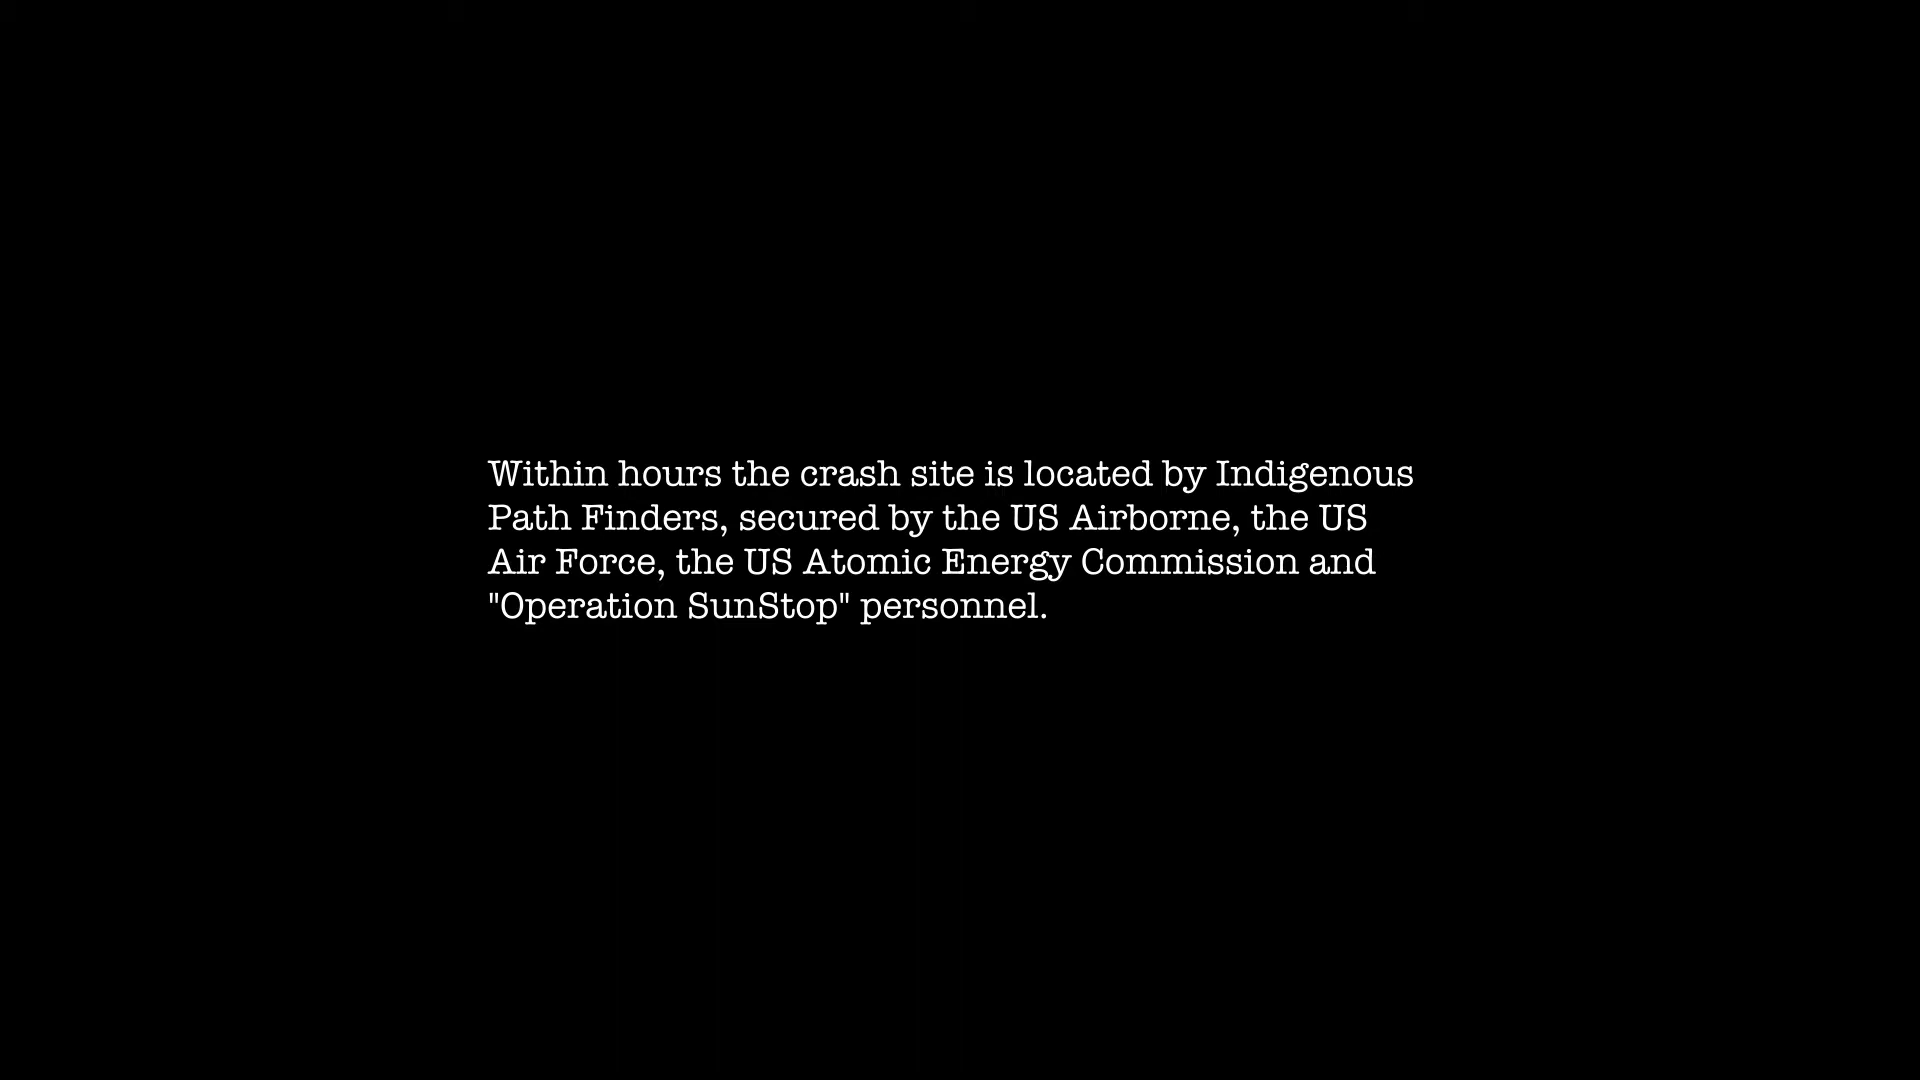 Within hours the crash site is located by Indigenous
Path Finders, secured by the US Airborne, the US
Air Force, the US Atomic Energy Commission and
"Operation SunStop" personnel.